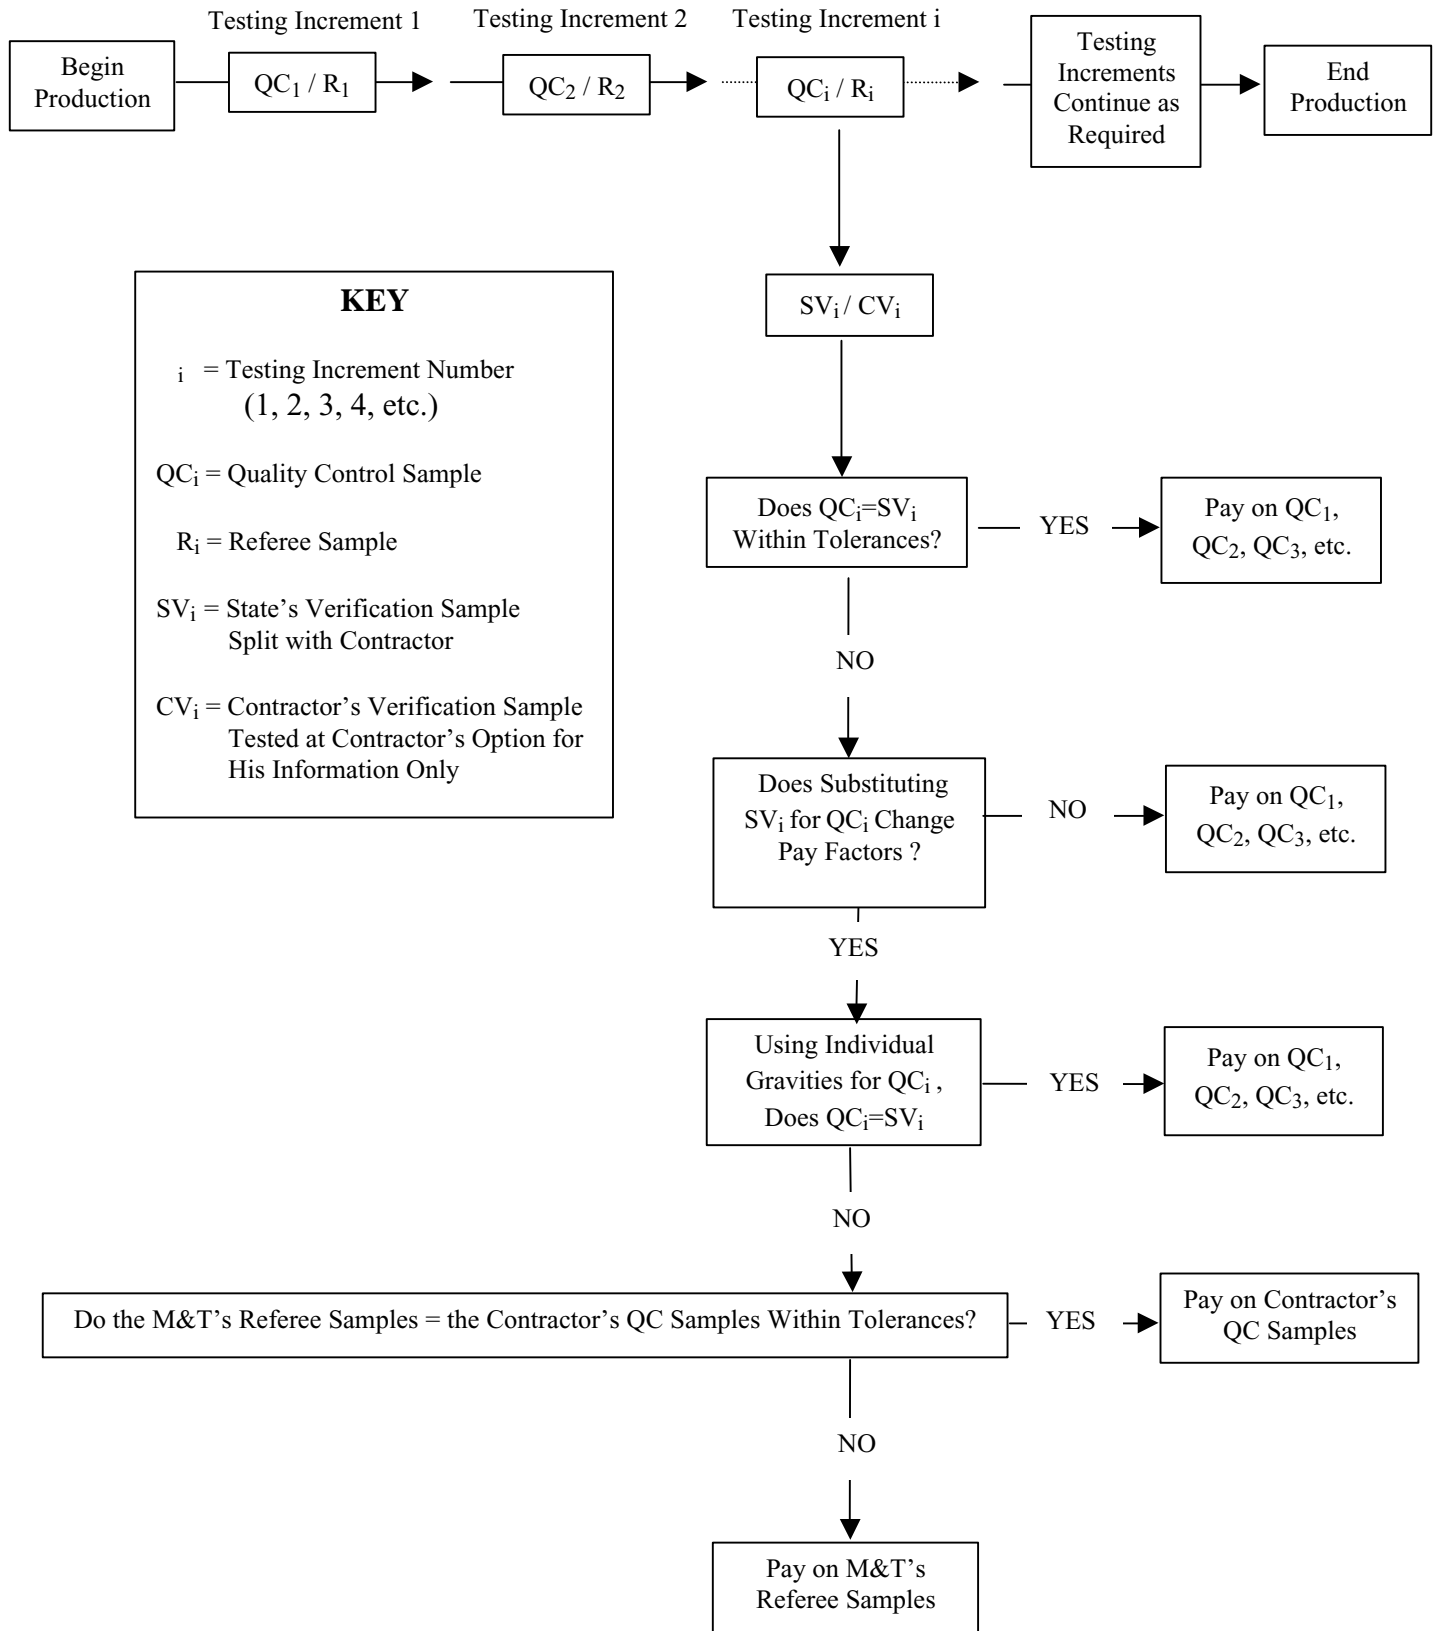 Testing Increment 1
Testing Increment 2
Testing Increment i
Begin
Production
QC1 / R1
QC2 / R2
QCi / Ri
Testing
Increments
Continue as
Required
End
Production
SVi / CVi
KEY
i = Testing Increment Number
(1, 2, 3, 4, etc.)
QCi = Quality Control Sample
Ri = Referee Sample
SVi = State’s Verification Sample
Split with Contractor
CVi = Contractor’s Verification Sample
Tested at Contractor’s Option for
His Information Only
Does QCi=SVi
Within Tolerances?
YES
Pay on QC1,
QC2, QC3, etc.
NO
Does Substituting
SVi for QCi Change
Pay Factors ?
NO
Pay on QC1,
QC2, QC3, etc.
YES
Using Individual
Gravities for QCi ,
Does QCi=SVi
YES
Pay on QC1,
QC2, QC3, etc.
NO
Do the M&T’s Referee Samples = the Contractor’s QC Samples Within Tolerances?
YES
Pay on Contractor’s
QC Samples
NO
Pay on M&T’s
Referee Samples